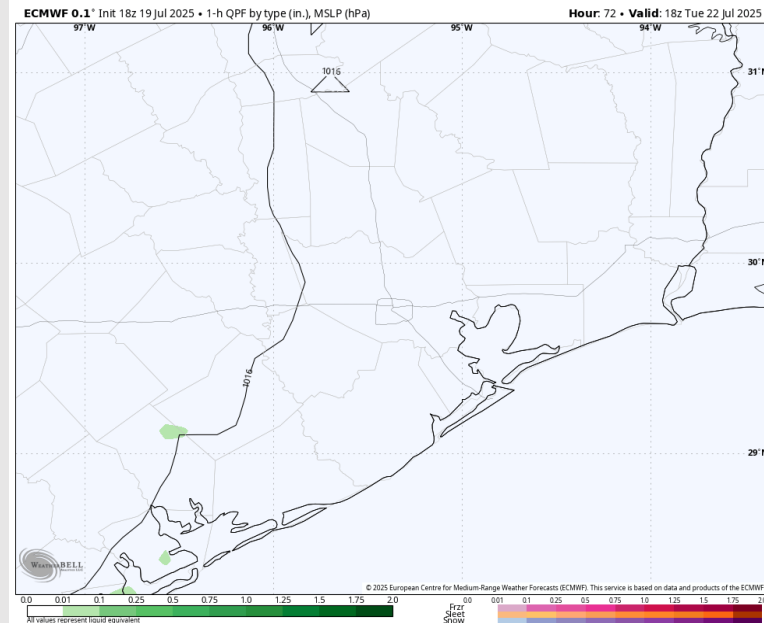 ECMWF 0.1° Init 18z 19 Jul 2025 • 1-h QPF by type (in.), MSLP (hPa) Hour: 72 • Valid: 18z Tue 22 Jul 2025
97°W 96°W 95°W 94°W
1016
31°N
30°N
1016
29°N
WEATHERBELL
© 2025 European Centre for Medium-Range Weather Forecasts (ECMWF). This service is based on data and products of the ECMWF
0.0 0.01 0.1 0.25 0.5 0.75 1.0 1.25 1.5 1.75 2.0
All values represent liquid equivalent
0.0 0.01 0.1 0.25 0.5 0.75 1.0 1.25 1.5 1.75 2.0
Frzr
Sleet
Snow